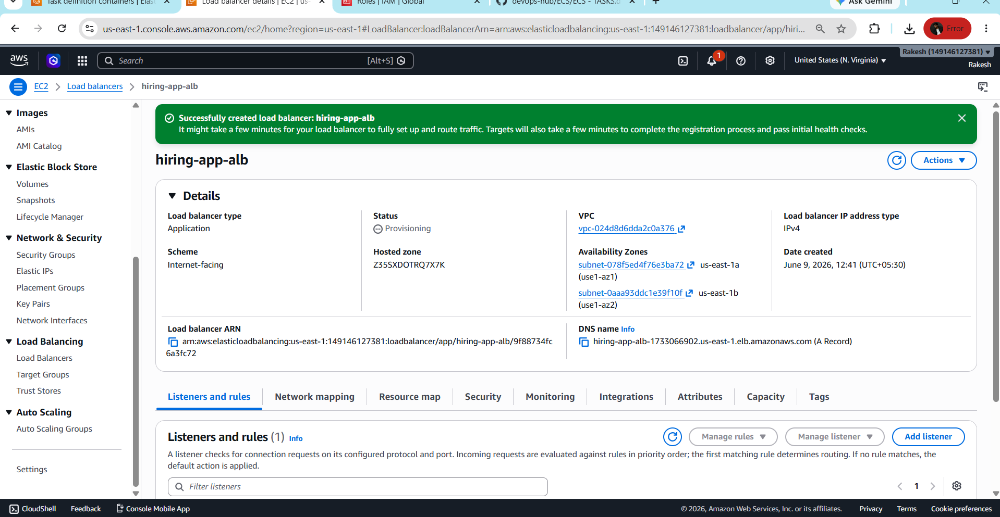 Task definition containers | Elas
Load balancer details | EC2 | us-
Roles | IAM | Global
devops-hub/ECS/ECS - TASKS.
Ask Gemini
us-east-1.console.aws.amazon.com/ec2/home?region=us-east-1#LoadBalancer:loadBalancerArn=arn:aws:elasticloadbalancing:us-east-1:149146127381:loadbalancer/app/hiri...
Error
aws
Search
[Alt+S]
1
United States (N. Virginia)
Rakesh (149146127381)
Rakesh
EC2
Load balancers
hiring-app-alb
Images
AMIs
AMI Catalog
Elastic Block Store
Volumes
Snapshots
Lifecycle Manager
Network & Security
Security Groups
Elastic IPs
Placement Groups
Key Pairs
Network Interfaces
Load Balancing
Load Balancers
Target Groups
Trust Stores
Auto Scaling
Auto Scaling Groups
Settings
Successfully created load balancer: hiring-app-alb
It might take a few minutes for your load balancer to fully set up and route traffic. Targets will also take a few minutes to complete the registration process and pass initial health checks.
hiring-app-alb
Actions
Details
Load balancer type
Application
Status
Provisioning
VPC
vpc-024d8d6dda2c0a376
Load balancer IP address type
IPv4
Scheme
Internet-facing
Hosted zone
Z35SXDOTRQ7X7K
Availability Zones
subnet-078f5ed4f76e3ba72 us-east-1a
(use1-az1)
subnet-0aaa93ddc1e39f10f us-east-1b
(use1-az2)
Date created
June 9, 2026, 12:41 (UTC+05:30)
Load balancer ARN
arn:aws:elasticloadbalancing:us-east-1:149146127381:loadbalancer/app/hiring-app-alb/9f88734fc
6a3fc72
DNS name Info
hiring-app-alb-1733066902.us-east-1.elb.amazonaws.com (A Record)
Listeners and rules
Network mapping
Resource map
Security
Monitoring
Integrations
Attributes
Capacity
Tags
Listeners and rules (1) Info
Manage rules
Manage listener
Add listener
A listener checks for connection requests on its configured protocol and port. Incoming requests are evaluated against rules in priority order; the first matching rule determines routing. If no rule matches, the
default action is applied.
Filter listeners
1
CloudShell
Feedback
Console Mobile App
© 2026, Amazon Web Services, Inc. or its affiliates.
Privacy
Terms
Cookie preferences